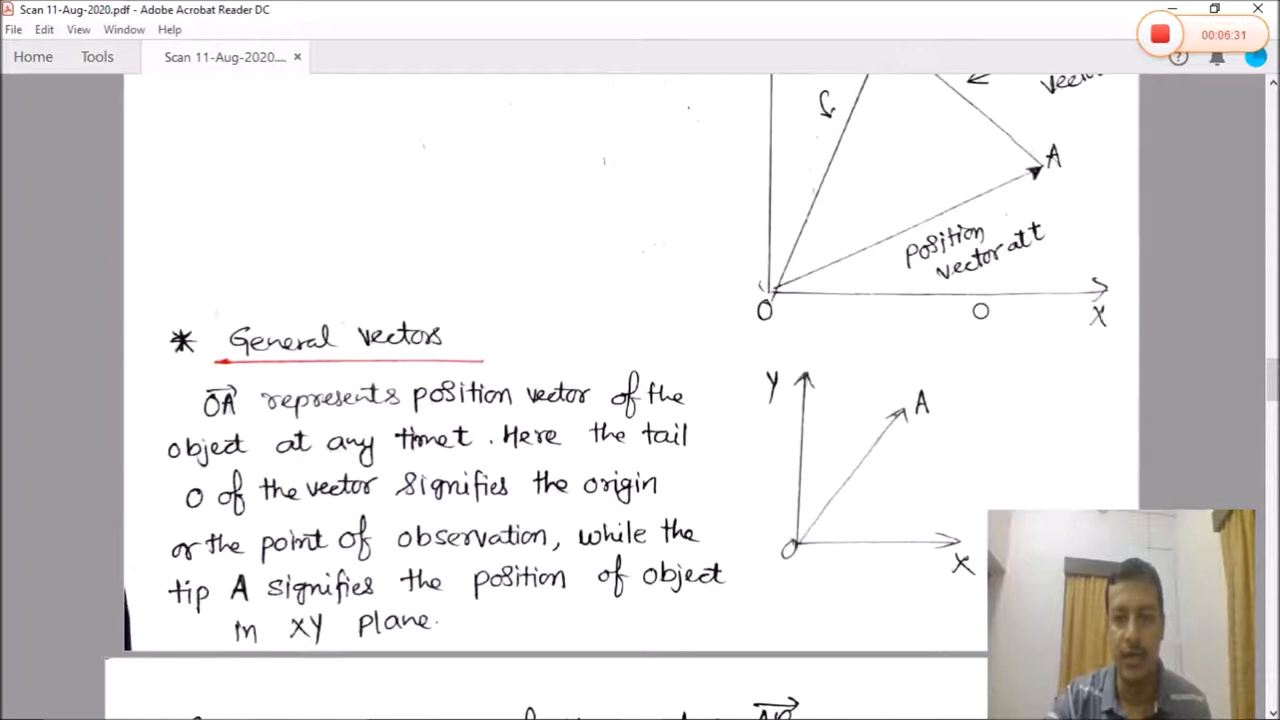 Scan 11-Aug-2020.pdf - Adobe Acrobat Reader DC
File Edit View Window Help
00:06:31
Home Tools Scan 11-Aug-2020....
A
position
vector at t
O
O
X
* General vectors
OA represents position vector of the
object at any time t. Here the tail
O of the vector signifies the origin
or the point of observation, while the
tip A signifies the position of object
in XY plane.
Y
A
O
X